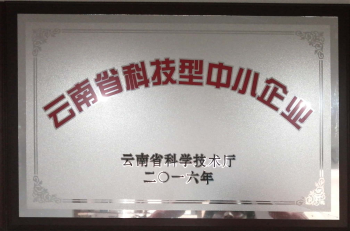 云南省科技型中小企业
云南省科学技术厅
二〇一六年